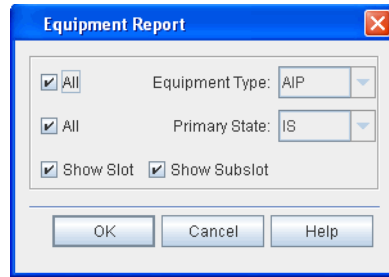 Equipment Report
All Equipment Type: AIP
All Primary State: IS
Show Slot Show Subslot
OK Cancel Help